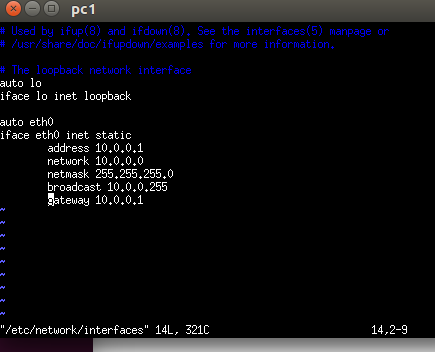 pc1
# Used by ifup(8) and ifdown(8). See the interfaces(5) manpage or
# /usr/share/doc/ifupdown/examples for more information.
# The loopback network interface
auto lo
iface lo inet loopback
auto eth0
iface eth0 inet static
address 10.0.0.1
network 10.0.0.0
netmask 255.255.255.0
broadcast 10.0.0.255
gateway 10.0.0.1
~
~
~
~
~
~
~
~
~
"/etc/network/interfaces" 14L, 321C 14,2-9